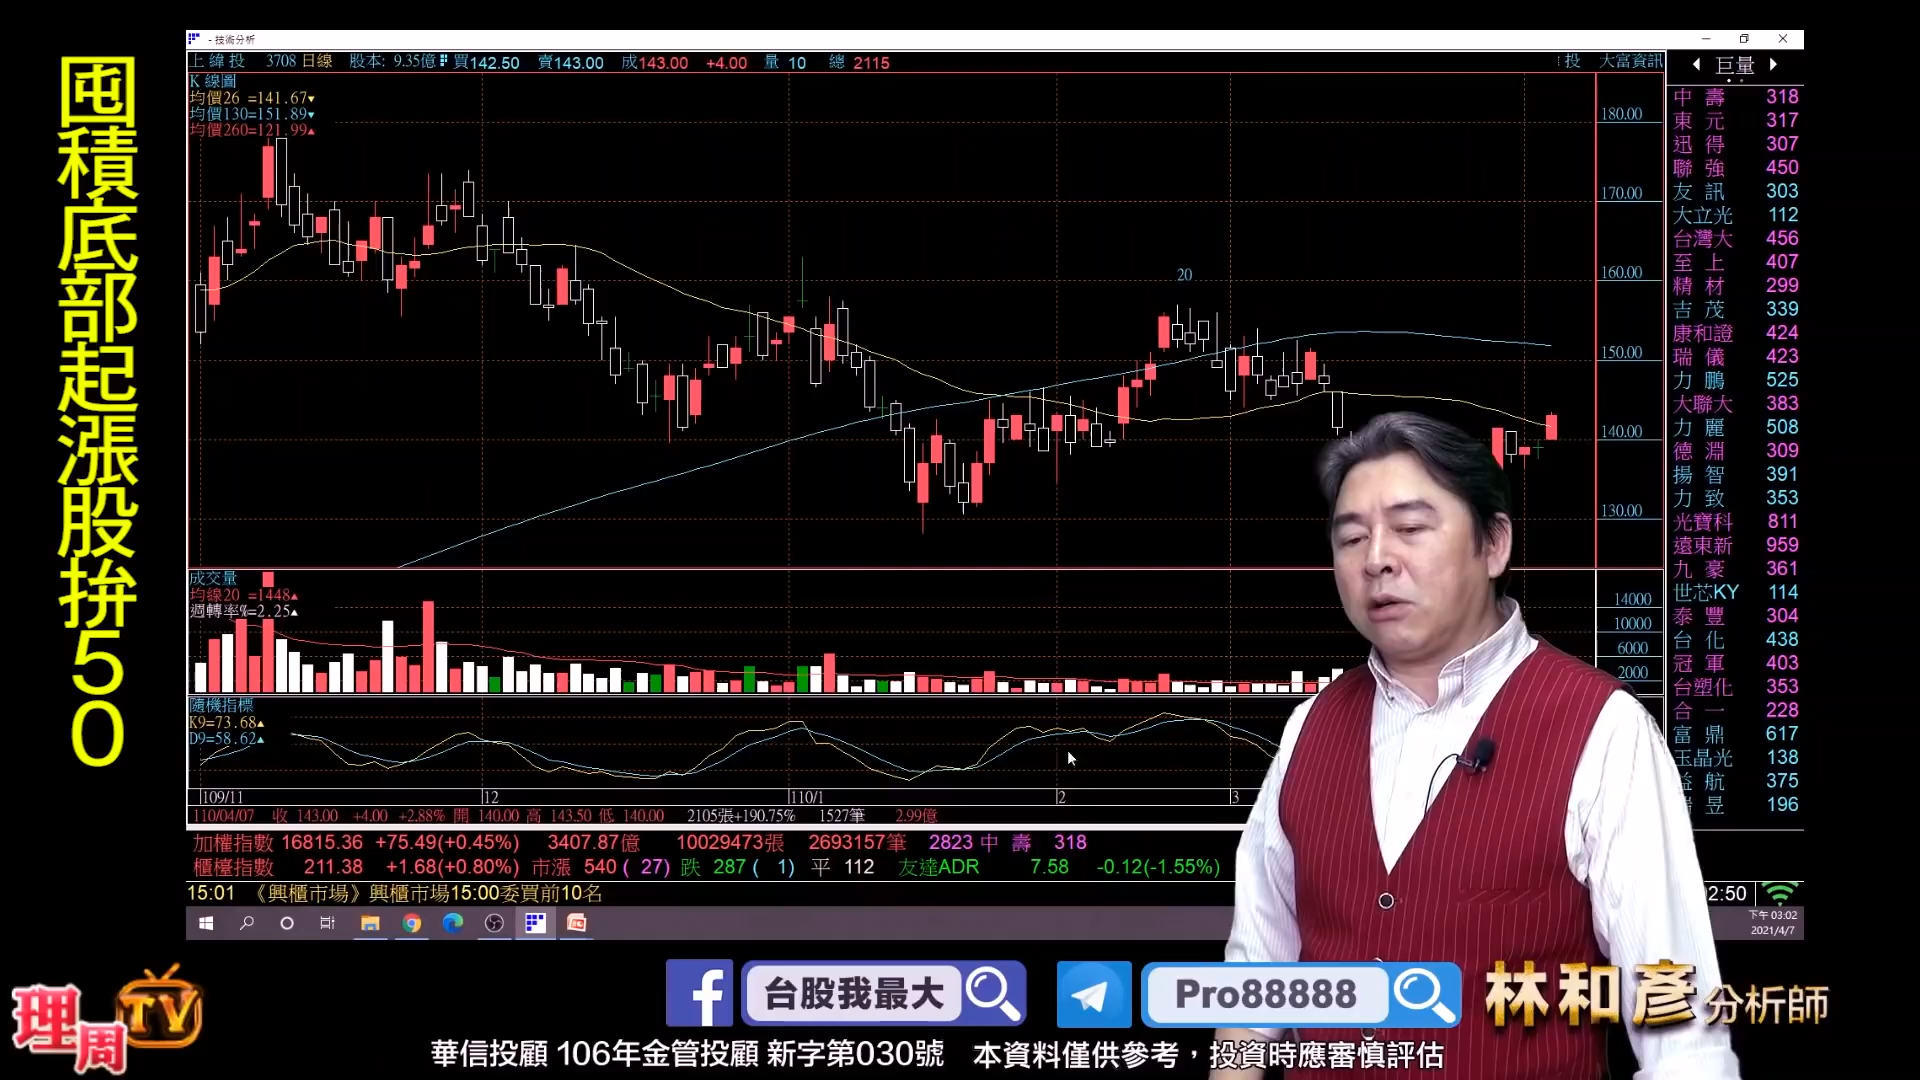 囤積底部起漲股拚50
- 技術分析
上緯投 3708 日線 股本: 9.35億 買142.50 賣143.00 成143.00 +4.00 量 10 總 2115 投 大富資訊
K 線圖
均價26 =141.67▾
均價130=151.89▾
均價260=121.99▴
180.00
170.00
160.00
150.00
140.00
130.00
20
成交量
均線20 =1448▴
週轉率%=2.25▴
14000
10000
6000
2000
隨機指標
K9=73.68▴
D9=58.62▴
109/11 12 110/1 2 3
110/04/07 收 143.00 +4.00 +2.88% 開 140.00 高 143.50 低 140.00 2105張+190.75% 1527筆 2.99億
加權指數 16815.36 +75.49(+0.45%) 3407.87億 10029473張 2693157筆 2823 中 壽 318
櫃檯指數 211.38 +1.68(+0.80%) 市漲 540 ( 27) 跌 287 ( 1) 平 112 友達ADR 7.58 -0.12(-1.55%)
15:01 《興櫃市場》興櫃市場15:00委買前10名
2:50
下午 03:02
2021/4/7
巨量
中 壽 318
東 元 317
迅 得 307
聯 強 450
友 訊 303
大立光 112
台灣大 456
至 上 407
精 材 299
吉 茂 339
康和證 424
瑞 儀 423
力 鵬 525
大聯大 383
力 麗 508
德 淵 309
揚 智 391
力 致 353
光寶科 811
遠東新 959
九 豪 361
世芯KY 114
泰 豐 304
台 化 438
冠 軍 403
台塑化 353
合 一 228
富 鼎 617
玉晶光 138
益 航 375
昱 196
理周TV
台股我最大
Pro88888
林和彥分析師
華信投顧 106年金管投顧 新字第030號 本資料僅供參考，投資時應審慎評估